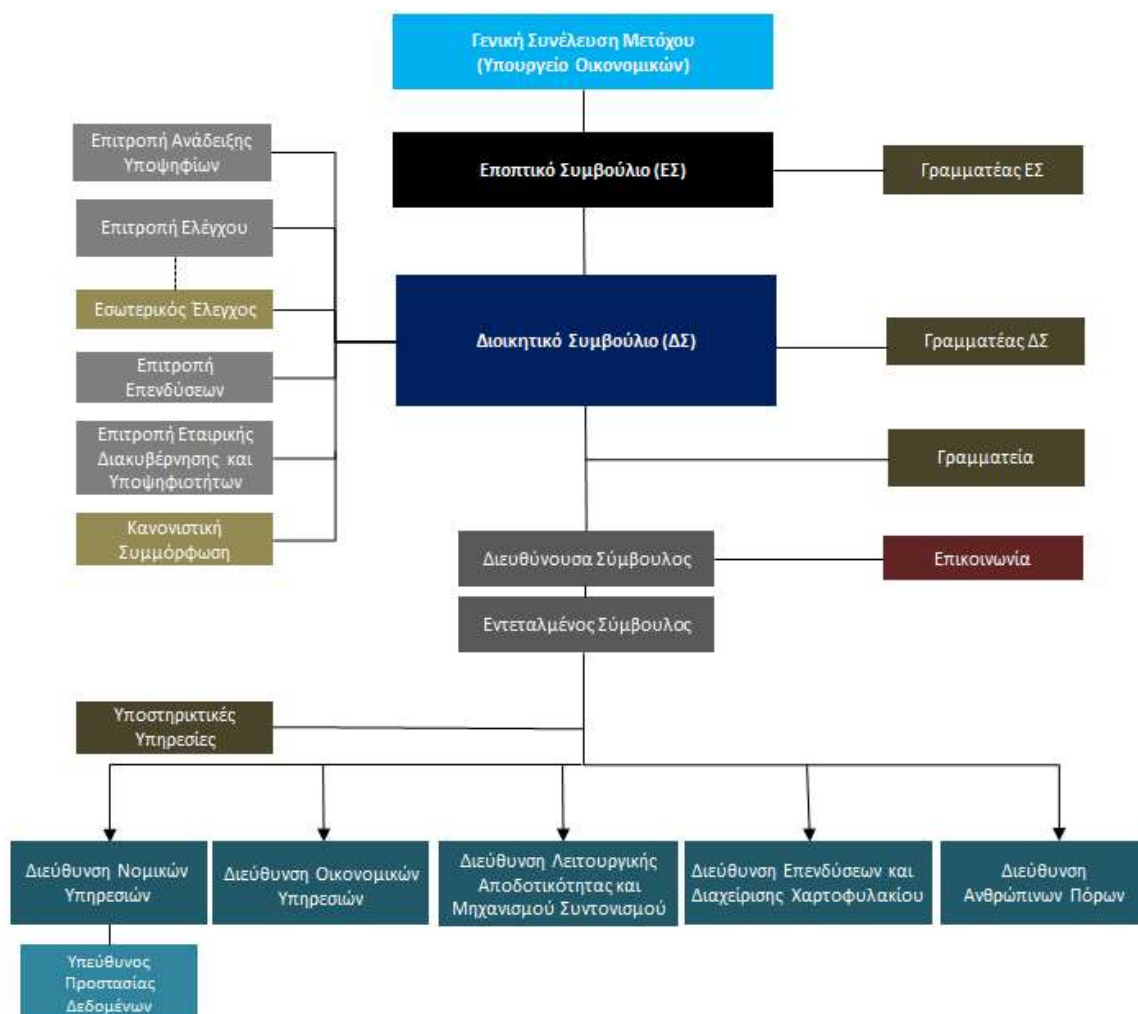 Γενική Συνέλευση Μετόχου
(Υπουργείο Οικονομικών)
Επιτροπή Ανάδειξης
Υποψηφίων
Εποπτικό Συμβούλιο (ΕΣ)
Γραμματέας ΕΣ
Επιτροπή Ελέγχου
Εσωτερικός Έλεγχος
Διοικητικό Συμβούλιο (ΔΣ)
Γραμματέας ΔΣ
Επιτροπή
Επενδύσεων
Επιτροπή Εταιρικής
Διακυβέρνησης και
Υποψηφιοτήτων
Γραμματεία
Κανονιστική
Συμμόρφωση
Διευθύνουσα Σύμβουλος
Επικοινωνία
Εντεταλμένος Σύμβουλος
Υποστηρικτικές
Υπηρεσίες
Διεύθυνση Νομικών
Υπηρεσιών
Διεύθυνση Οικονομικών
Υπηρεσιών
Διεύθυνση Λειτουργικής
Αποδοτικότητας και
Μηχανισμού Συντονισμού
Διεύθυνση Επενδύσεων και
Διαχείρισης Χαρτοφυλακίου
Διεύθυνση
Ανθρώπινων Πόρων
Υπεύθυνος
Προστασίας
Δεδομένων